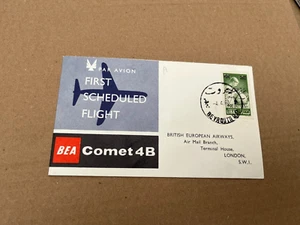 PAR AVION
FIRST
SCHEDULED
FLIGHT
BEA Comet 4B
BRITISH EUROPEAN AIRWAYS,
Air Mail Branch,
Terminal House,
LONDON,
S.W.1.